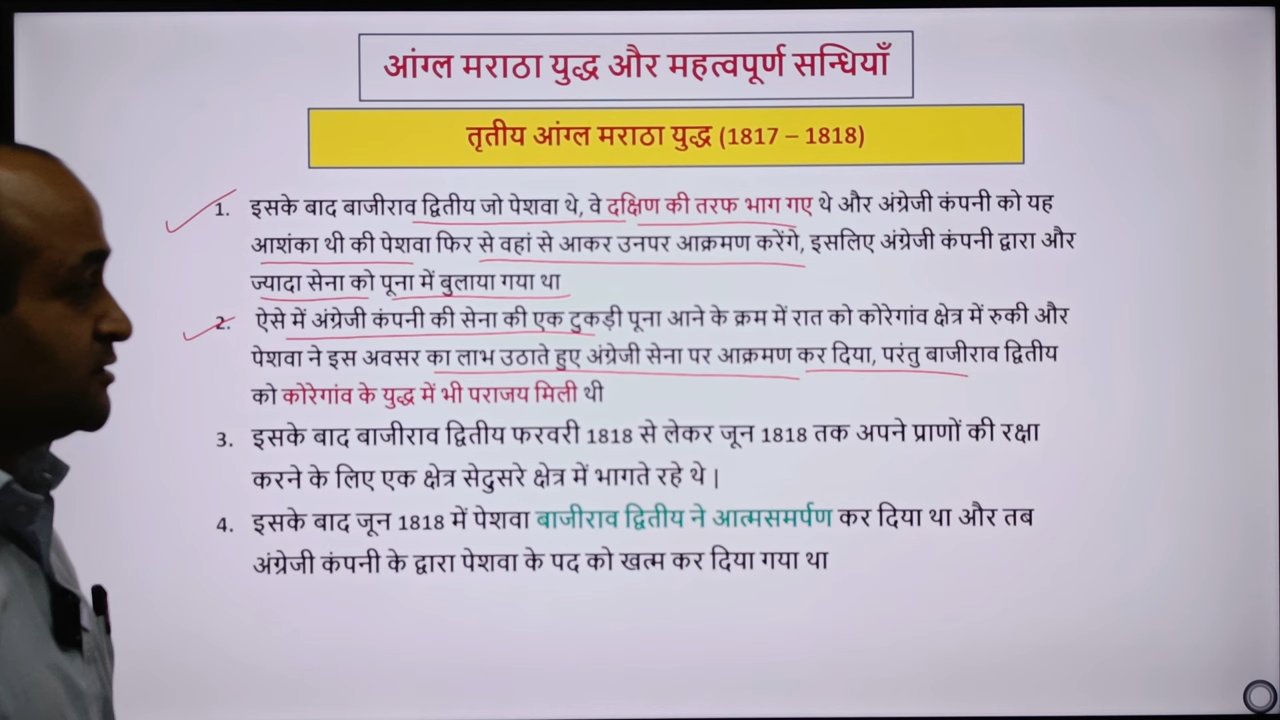 आंग्ल मराठा युद्ध और महत्वपूर्ण सन्धियाँ
तृतीय आंग्ल मराठा युद्ध (1817 – 1818)
1. इसके बाद बाजीराव द्वितीय जो पेशवा थे, वे दक्षिण की तरफ भाग गए थे और अंग्रेजी कंपनी को यह
आशंका थी की पेशवा फिर से वहां से आकर उनपर आक्रमण करेंगे, इसलिए अंग्रेजी कंपनी द्वारा और
ज्यादा सेना को पूना में बुलाया गया था
2. ऐसे में अंग्रेजी कंपनी की सेना की एक टुकड़ी पूना आने के क्रम में रात को कोरेगांव क्षेत्र में रुकी और
पेशवा ने इस अवसर का लाभ उठाते हुए अंग्रेजी सेना पर आक्रमण कर दिया, परंतु बाजीराव द्वितीय
को कोरेगांव के युद्ध में भी पराजय मिली थी
3. इसके बाद बाजीराव द्वितीय फरवरी 1818 से लेकर जून 1818 तक अपने प्राणों की रक्षा
करने के लिए एक क्षेत्र सेदुसरे क्षेत्र में भागते रहे थे |
4. इसके बाद जून 1818 में पेशवा बाजीराव द्वितीय ने आत्मसमर्पण कर दिया था और तब
अंग्रेजी कंपनी के द्वारा पेशवा के पद को खत्म कर दिया गया था